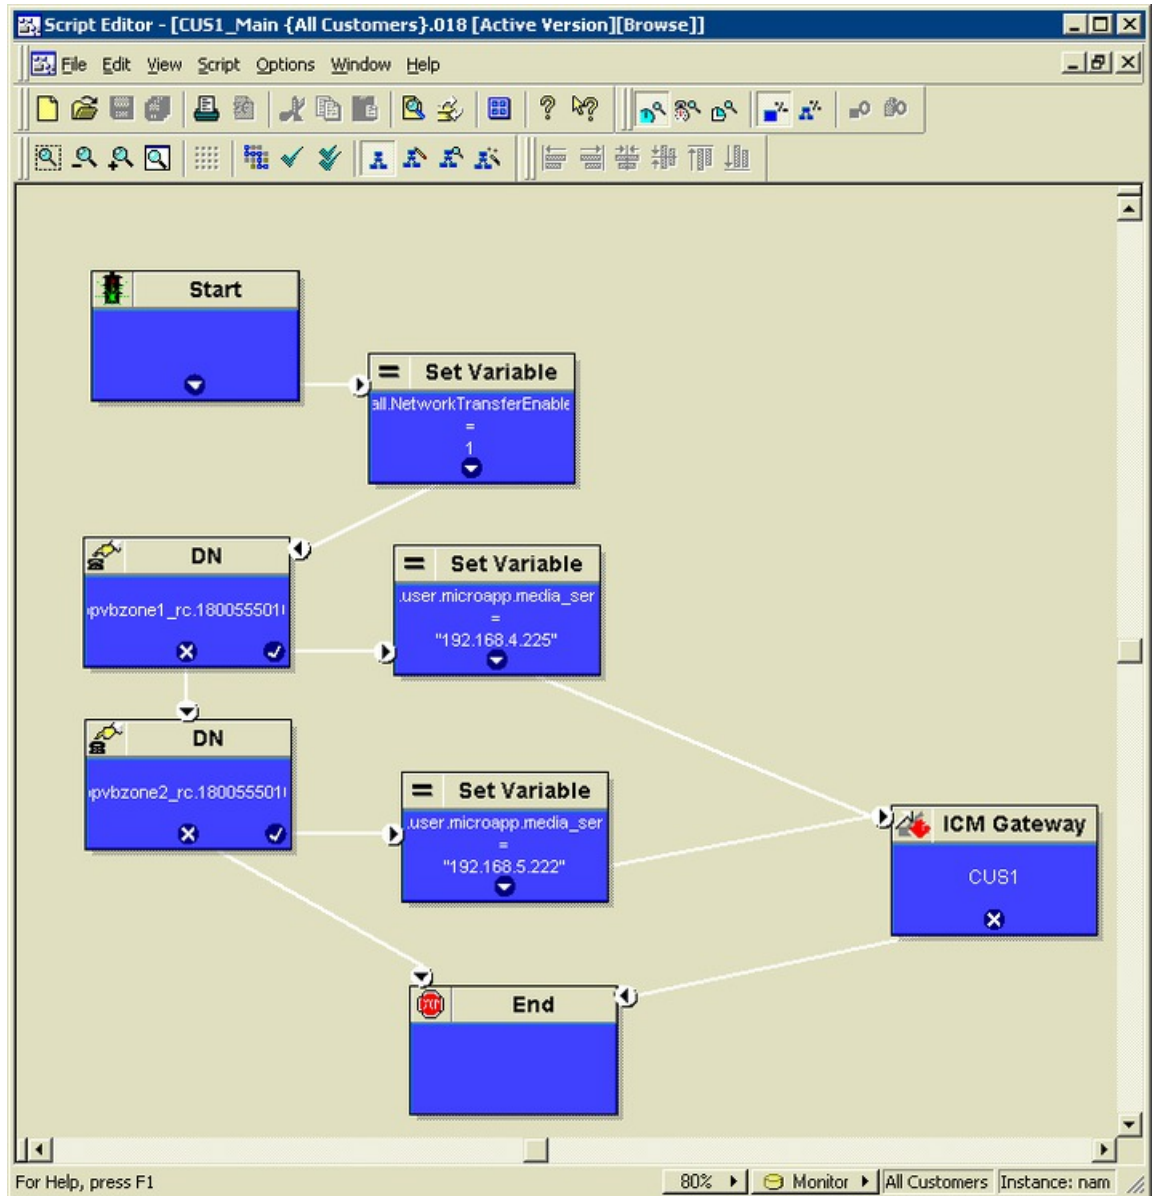 Script Editor - [CUS1_Main {All Customers}.018 [Active Version][Browse]]
File Edit View Script Options Window Help
Start
Set Variable
all.NetworkTransferEnable
=
1
DN
pvbzone1_rc.180055501
Set Variable
.user.microapp.media_ser
=
"192.168.4.225"
DN
pvbzone2_rc.180055501
Set Variable
.user.microapp.media_ser
=
"192.168.5.222"
ICM Gateway
CUS1
End
For Help, press F1 80% Monitor All Customers Instance: nam